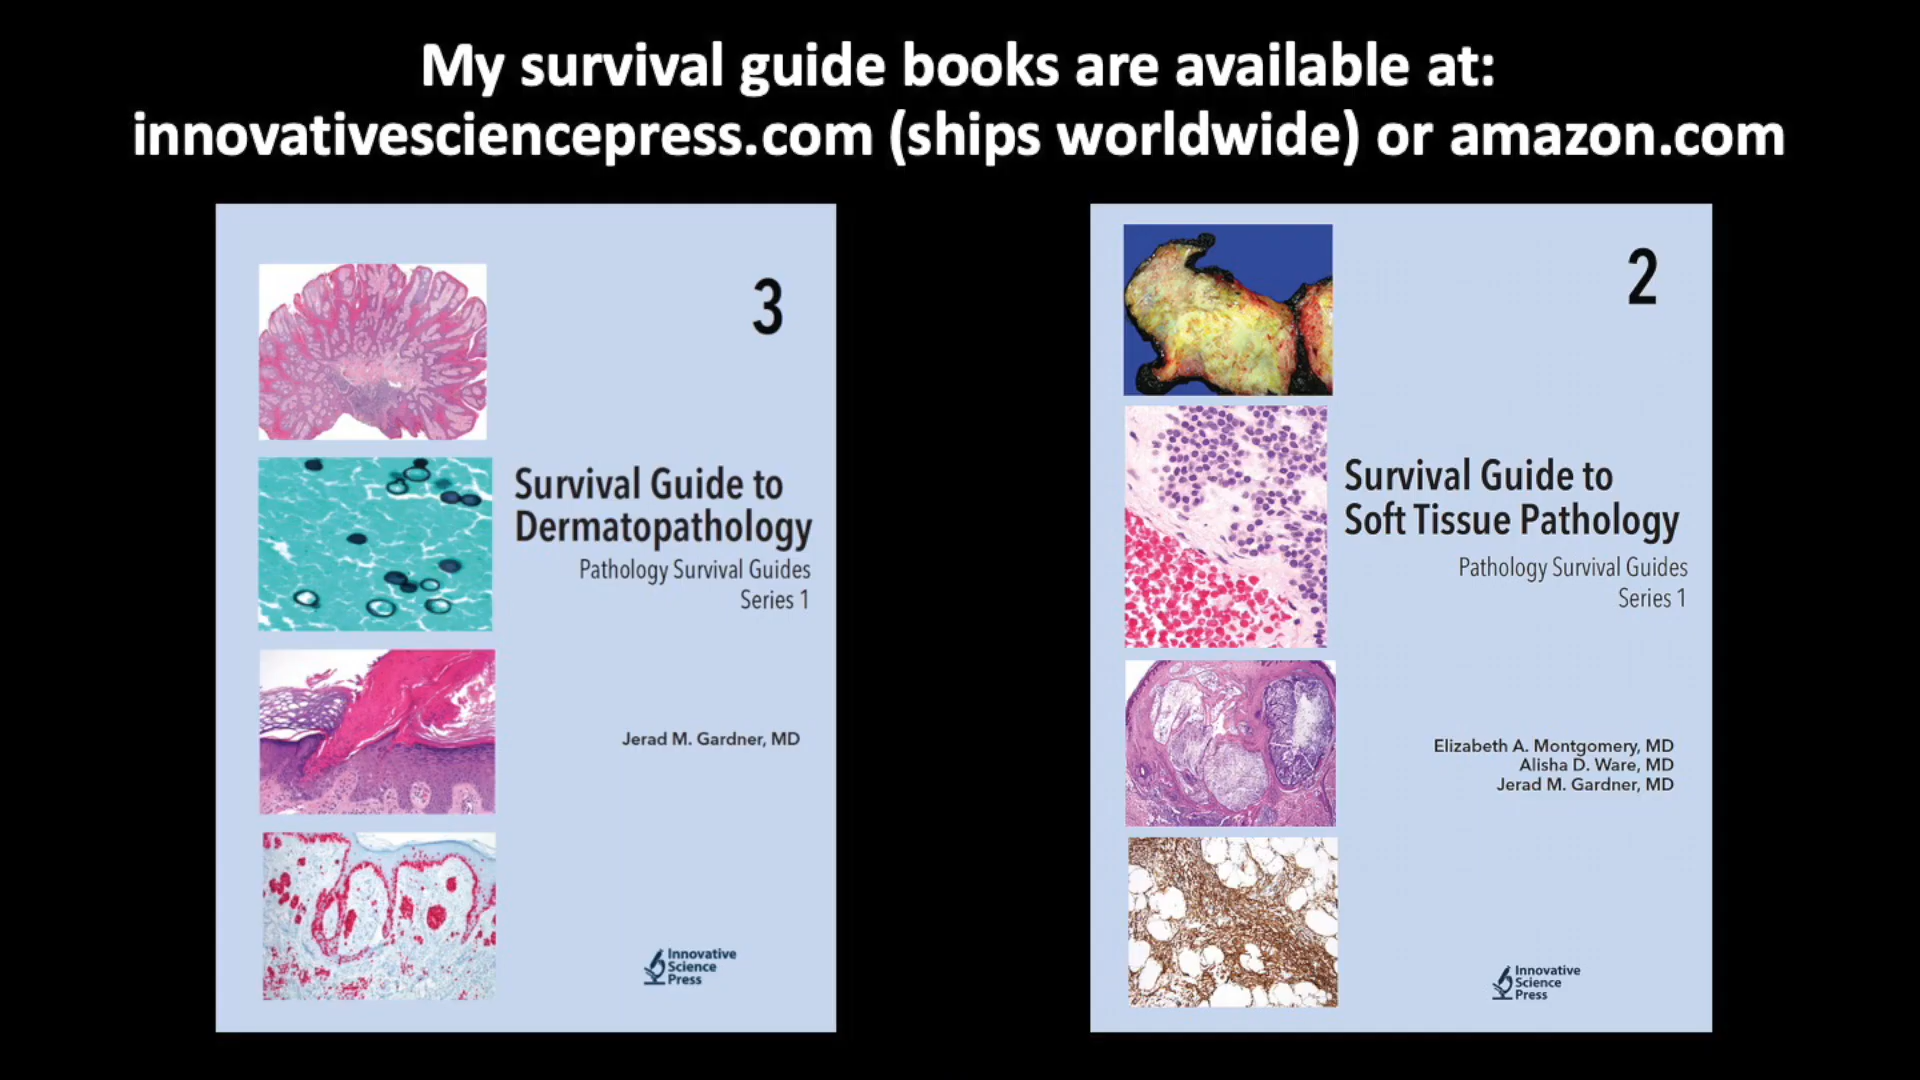 My survival guide books are available at:
innovativesciencepress.com (ships worldwide) or amazon.com
3
Survival Guide to
Dermatopathology
Pathology Survival Guides
Series 1
Jerad M. Gardner, MD
Innovative
Science
Press
2
Survival Guide to
Soft Tissue Pathology
Pathology Survival Guides
Series 1
Elizabeth A. Montgomery, MD
Alisha D. Ware, MD
Jerad M. Gardner, MD
Innovative
Science
Press